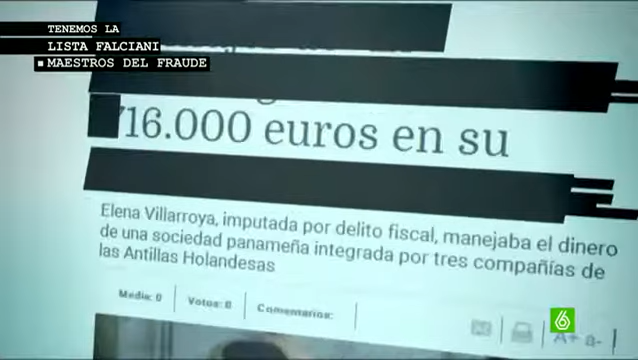 TENEMOS LA
LISTA FALCIANI
MAESTROS DEL FRAUDE
16.000 euros en su
Elena Villarroya, imputada por delito fiscal, manejaba el dinero
de una sociedad panameña integrada por tres compañías de
las Antillas Holandesas
Media: 0 Votos: 0 Comentarios:
A+ a-
6